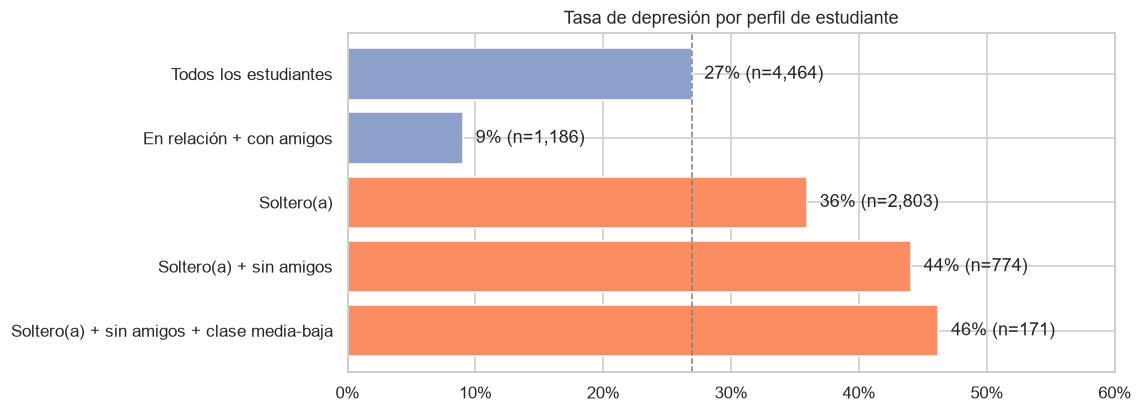 Tasa de depresión por perfil de estudiante
Todos los estudiantes
27% (n=4,464)
En relación + con amigos
9% (n=1,186)
Soltero(a)
36% (n=2,803)
Soltero(a) + sin amigos
44% (n=774)
Soltero(a) + sin amigos + clase media-baja
46% (n=171)
0% 10% 20% 30% 40% 50% 60%